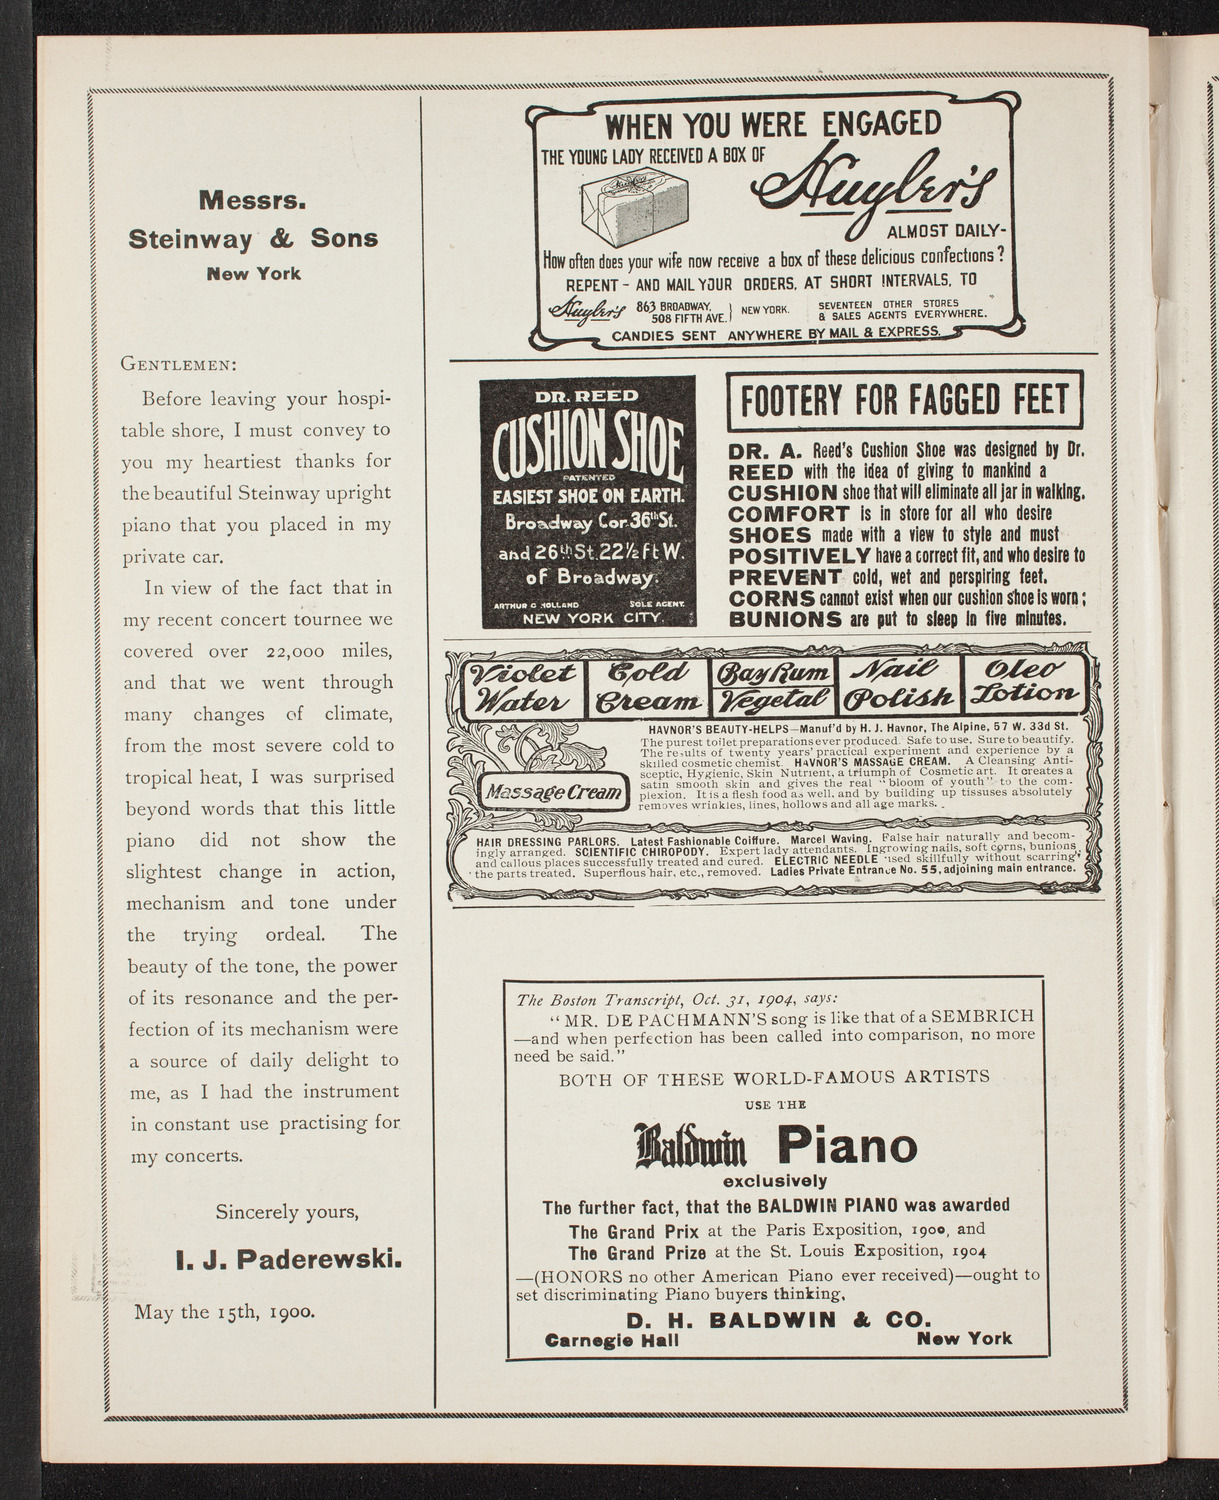 Messrs.
Steinway & Sons
New York
GENTLEMEN:
Before leaving your hospi-
table shore, I must convey to
you my heartiest thanks for
the beautiful Steinway upright
piano that you placed in my
private car.
In view of the fact that in
my recent concert tournee we
covered over 22,000 miles,
and that we went through
many changes of climate,
from the most severe cold to
tropical heat, I was surprised
beyond words that this little
piano did not show the
slightest change in action,
mechanism and tone under
the trying ordeal. The
beauty of the tone, the power
of its resonance and the per-
fection of its mechanism were
a source of daily delight to
me, as I had the instrument
in constant use practising for
my concerts.
Sincerely yours,
I. J. Paderewski.
May the 15th, 1900.
WHEN YOU WERE ENGAGED
THE YOUNG LADY RECEIVED A BOX OF
Huyler's
ALMOST DAILY-
How often does your wife now receive a box of these delicious confections?
REPENT - AND MAIL YOUR ORDERS, AT SHORT INTERVALS, TO
Huyler's 863 BROADWAY, 508 FIFTH AVE. } NEW YORK. SEVENTEEN OTHER STORES & SALES AGENTS EVERYWHERE.
CANDIES SENT ANYWHERE BY MAIL & EXPRESS.
DR. REED
CUSHION SHOE
PATENTED
EASIEST SHOE ON EARTH.
Broadway Cor. 36th St.
and 26th St. 22½ ft W.
of Broadway.
ARTHUR G HOLLAND SOLE AGENT.
NEW YORK CITY.
FOOTERY FOR FAGGED FEET
DR. A. Reed's Cushion Shoe was designed by Dr.
REED with the idea of giving to mankind a
CUSHION shoe that will eliminate all jar in walking.
COMFORT is in store for all who desire
SHOES made with a view to style and must
POSITIVELY have a correct fit, and who desire to
PREVENT cold, wet and perspiring feet.
CORNS cannot exist when our cushion shoe is worn;
BUNIONS are put to sleep in five minutes.
Violet Water
Cold Cream
Bay Rum
Vegetal
Nail Polish
Oleo Lotion
Massage Cream
HAVNOR'S BEAUTY-HELPS—Manuf'd by H. J. Havnor, The Alpine, 57 W. 33d St.
The purest toilet preparations ever produced. Safe to use. Sure to beautify.
The results of twenty years' practical experiment and experience by a
skilled cosmetic chemist. HAVNOR'S MASSAGE CREAM. A Cleansing Anti-
sceptic, Hygienic, Skin Nutrient, a triumph of Cosmetic art. It creates a
satin smooth skin and gives the real "bloom of youth" to the com-
plexion. It is a flesh food as well, and by building up tissuses absolutely
removes wrinkles, lines, hollows and all age marks.
HAIR DRESSING PARLORS. Latest Fashionable Coiffure. Marcel Waving. False hair naturally and becom-
ingly arranged. SCIENTIFIC CHIROPODY. Expert lady attendants. Ingrowing nails, soft corns, bunions
and callous places successfully treated and cured. ELECTRIC NEEDLE used skillfully without scarring
the parts treated. Superflous hair, etc., removed. Ladies Private Entrance No. 55, adjoining main entrance.
The Boston Transcript, Oct. 31, 1904, says:
"MR. DE PACHMANN'S song is like that of a SEMBRICH
—and when perfection has been called into comparison, no more
need be said."
BOTH OF THESE WORLD-FAMOUS ARTISTS
USE THE
Baldwin Piano
exclusively
The further fact, that the BALDWIN PIANO was awarded
The Grand Prix at the Paris Exposition, 1900, and
The Grand Prize at the St. Louis Exposition, 1904
—(HONORS no other American Piano ever received)—ought to
set discriminating Piano buyers thinking,
D. H. BALDWIN & CO.
Carnegie Hall New York